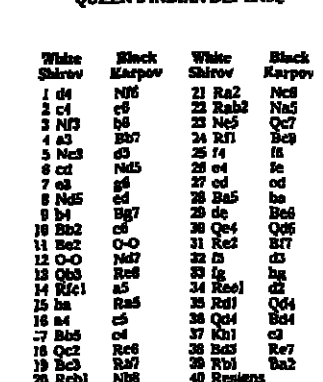 QUEEN'S INDIAN DEFENSE
White Black White Black
Shirov Karpov Shirov Karpov
1 d4 Nf6 21 Ra2 Nc6
2 c4 e6 22 Rab2 Na5
3 Nf3 b6 23 Ne5 Qc7
4 a3 Bb7 24 Rf1 Bc8
5 Nc3 d5 25 f4 f6
6 cd Nd5 26 e4 fe
7 e3 g6 27 cd cd
8 Nd5 ed 28 Ba5 ba
9 b4 Bg7 29 de Be6
10 Bb2 c6 30 Qe4 Qd6
11 Be2 O-O 31 Re2 Bf7
12 O-O Nd7 32 f5 d3
13 Qb3 Re8 33 fg hg
14 Rfc1 a5 34 Ree1 d2
15 ba Ra5 35 Rd1 Qd4
16 a4 c5 36 Qd4 Bd4
17 Bb5 c4 37 Kh1 c3
18 Qc2 Re6 38 Bd3 Re7
19 Bc3 Ra7 39 Rb1 Ba2
20 Rcb1 Nb8 40 Resigns